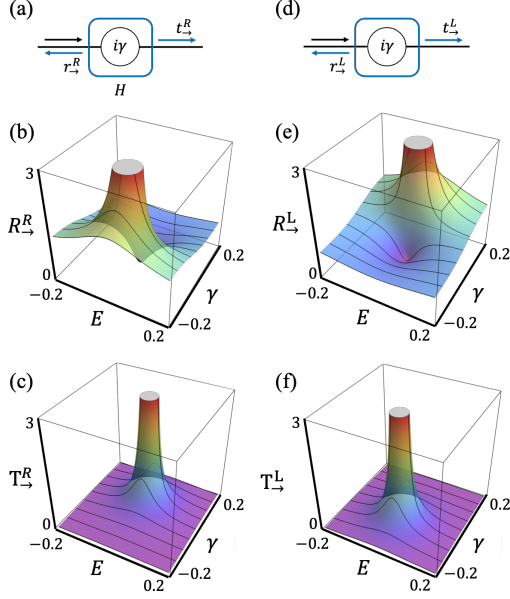 (a)
iγ
t→^R
r→^R
H
(d)
iγ
t→^L
r→^L
(b)
3
R→^R
0
−0.2
E
0.2
−0.2
γ
0.2
(e)
3
R→^L
0
−0.2
E
0.2
−0.2
γ
0.2
(c)
3
T→^R
0
−0.2
E
0.2
−0.2
γ
0.2
(f)
3
T→^L
0
−0.2
E
0.2
−0.2
γ
0.2